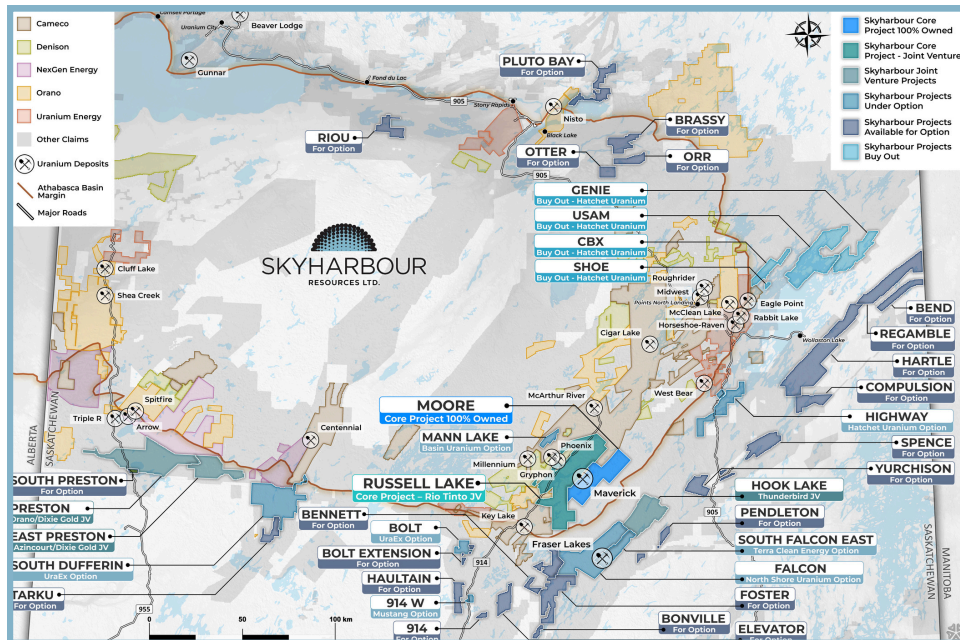 Cameco
Denison
NexGen Energy
Orano
Uranium Energy
Other Claims
Uranium Deposits
Athabasca Basin
Margin
Major Roads
Skyharbour Core
Project 100% Owned
Skyharbour Core
Project - Joint Venture
Skyharbour Joint
Venture Projects
Skyharbour Projects
Under Option
Skyharbour Projects
Available for Option
Skyharbour Projects
Buy Out
Camsell Portage
Uranium City
Beaver Lodge
Gunnar
Fond du Lac
905
Stony Rapids
PLUTO BAY
For Option
Nisto
Black Lake
RIOU
For Option
BRASSY
For Option
OTTER
For Option
ORR
For Option
905
GENIE
Buy Out - Hatchet Uranium
USAM
Buy Out - Hatchet Uranium
CBX
Buy Out - Hatchet Uranium
SHOE
Buy Out - Hatchet Uranium
SKYHARBOUR
RESOURCES LTD.
Cluff Lake
Shea Creek
Roughrider
Midwest
Points North Landing
McClean Lake
Horseshoe-Raven
Eagle Point
Rabbit Lake
Cigar Lake
Wollaston Lake
BEND
For Option
REGAMBLE
For Option
HARTLE
For Option
COMPULSION
For Option
HIGHWAY
Hatchet Uranium Option
SPENCE
For Option
YURCHISON
For Option
West Bear
McArthur River
Spitfire
Triple R
Arrow
Centennial
MOORE
Core Project 100% Owned
MANN LAKE
Basin Uranium Option
Phoenix
Millennium
Gryphon
RUSSELL LAKE
Core Project – Rio Tinto JV
Maverick
Key Lake
Fraser Lakes
ALBERTA
SASKATCHEWAN
SOUTH PRESTON
For Option
PRESTON
Orano/Dixie Gold JV
EAST PRESTON
Azincourt/Dixie Gold JV
SOUTH DUFFERIN
UraEx Option
TARKU
For Option
BENNETT
For Option
BOLT
UraEx Option
BOLT EXTENSION
For Option
HAULTAIN
For Option
914 W
Mustang Option
914
For Option
914
955
905
HOOK LAKE
Thunderbird JV
PENDLETON
For Option
SOUTH FALCON EAST
Terra Clean Energy Option
FALCON
North Shore Uranium Option
FOSTER
For Option
BONVILLE
For Option
ELEVATOR
For Option
SASKATCHEWAN
MANITOBA
0
50
100 km